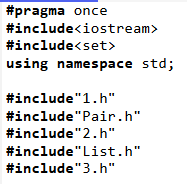 #pragma once
#include<iostream>
#include<set>
using namespace std;
#include"1.h"
#include"Pair.h"
#include"2.h"
#include"List.h"
#include"3.h"